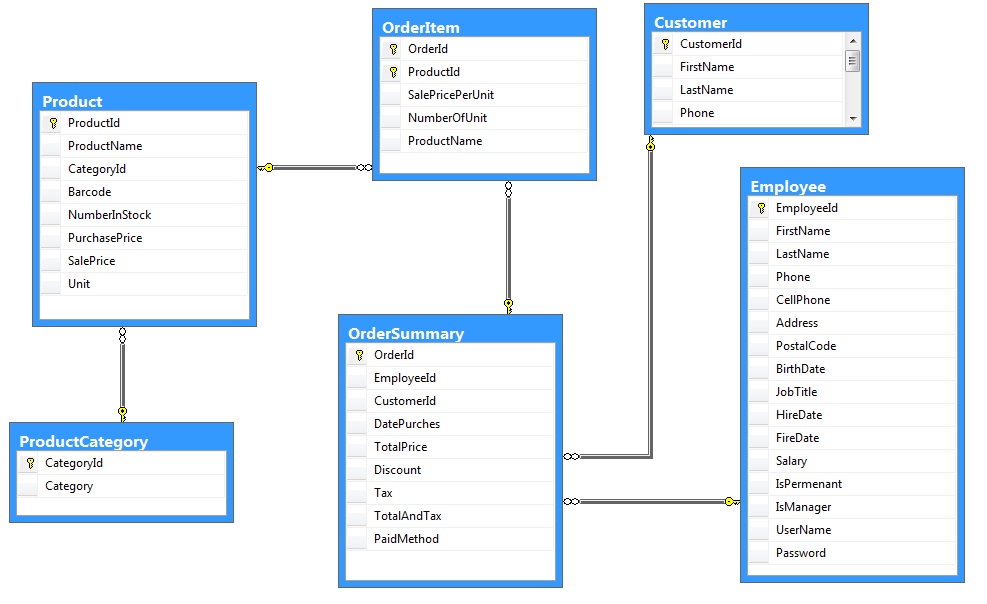 OrderItem
OrderId
ProductId
SalePricePerUnit
NumberOfUnit
ProductName
Customer
CustomerId
FirstName
LastName
Phone
Product
ProductId
ProductName
CategoryId
Barcode
NumberInStock
PurchasePrice
SalePrice
Unit
Employee
EmployeeId
FirstName
LastName
Phone
CellPhone
Address
PostalCode
BirthDate
JobTitle
HireDate
FireDate
Salary
IsPermenant
IsManager
UserName
Password
OrderSummary
OrderId
EmployeeId
CustomerId
DatePurches
TotalPrice
Discount
Tax
TotalAndTax
PaidMethod
ProductCategory
CategoryId
Category